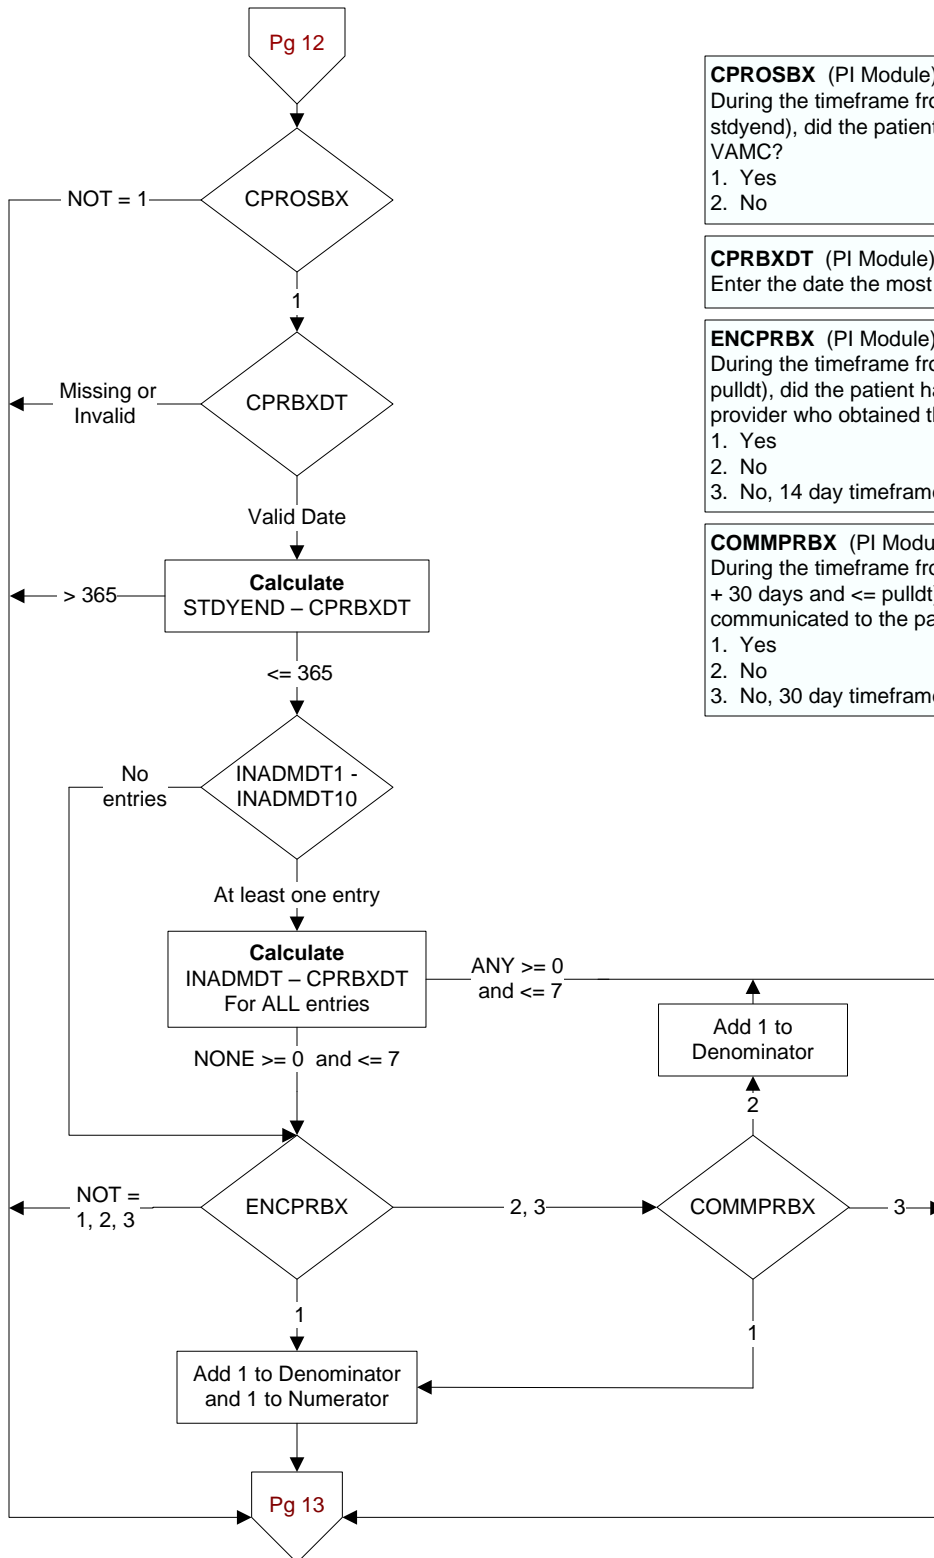 Pg 12
CPROSBX (PI Module)
During the timeframe fro
stdyend), did the patient
VAMC?
1. Yes
2. No
NOT = 1
CPROSBX
1
CPRBXDT (PI Module)
Enter the date the most
ENCPRBX (PI Module)
During the timeframe fro
pulldt), did the patient ha
provider who obtained th
1. Yes
2. No
3. No, 14 day timeframe
Missing or
Invalid
CPRBXDT
Valid Date
COMMPRBX (PI Modu
During the timeframe fro
+ 30 days and <= pulldt)
communicated to the pa
1. Yes
2. No
3. No, 30 day timeframe
> 365
Calculate
STDYEND – CPRBXDT
<= 365
No
entries
INADMDT1 -
INADMDT10
At least one entry
Calculate
INADMDT – CPRBXDT
For ALL entries
ANY >= 0
and <= 7
Add 1 to
Denominator
NONE >= 0 and <= 7
2
NOT =
1, 2, 3
ENCPRBX
2, 3
COMMPRBX
3
1
1
Add 1 to Denominator
and 1 to Numerator
Pg 13